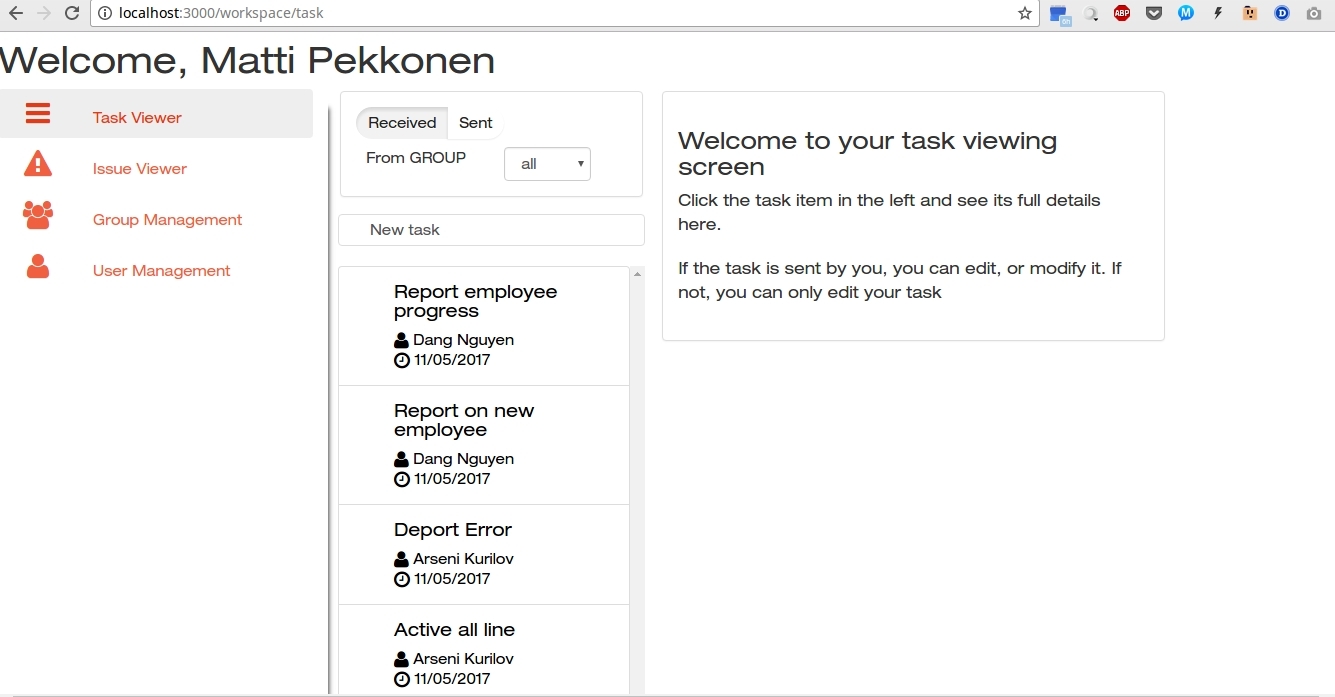 localhost:3000/workspace/task
Welcome, Matti Pekkonen
Task Viewer
Issue Viewer
Group Management
User Management
Received Sent
From GROUP all
New task
Report employee
progress
Dang Nguyen
11/05/2017
Report on new
employee
Dang Nguyen
11/05/2017
Deport Error
Arseni Kurilov
11/05/2017
Active all line
Arseni Kurilov
11/05/2017
Welcome to your task viewing
screen
Click the task item in the left and see its full details
here.
If the task is sent by you, you can edit, or modify it. If
not, you can only edit your task
6h
ABP
M
D